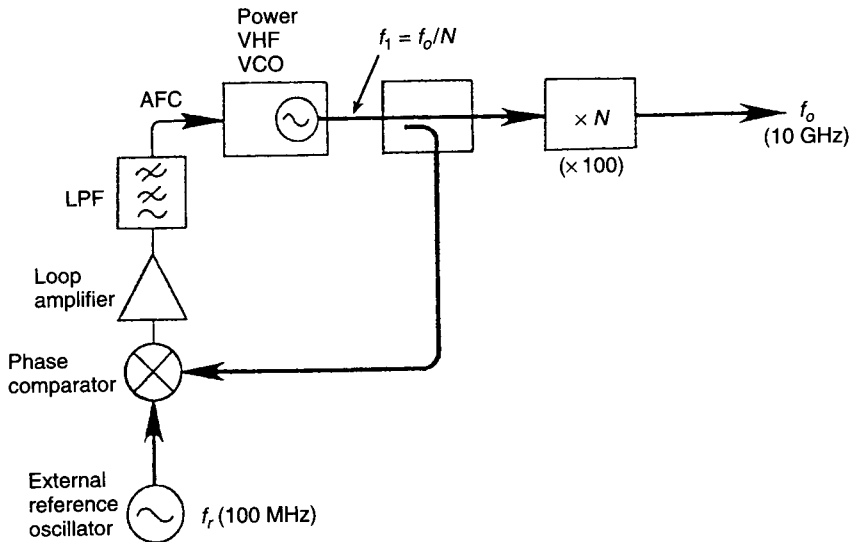 Power
VHF
VCO
f₁ = fₒ/N
AFC
× N
(× 100)
fₒ
(10 GHz)
LPF
Loop
amplifier
Phase
comparator
External
reference
oscillator
fᵣ (100 MHz)